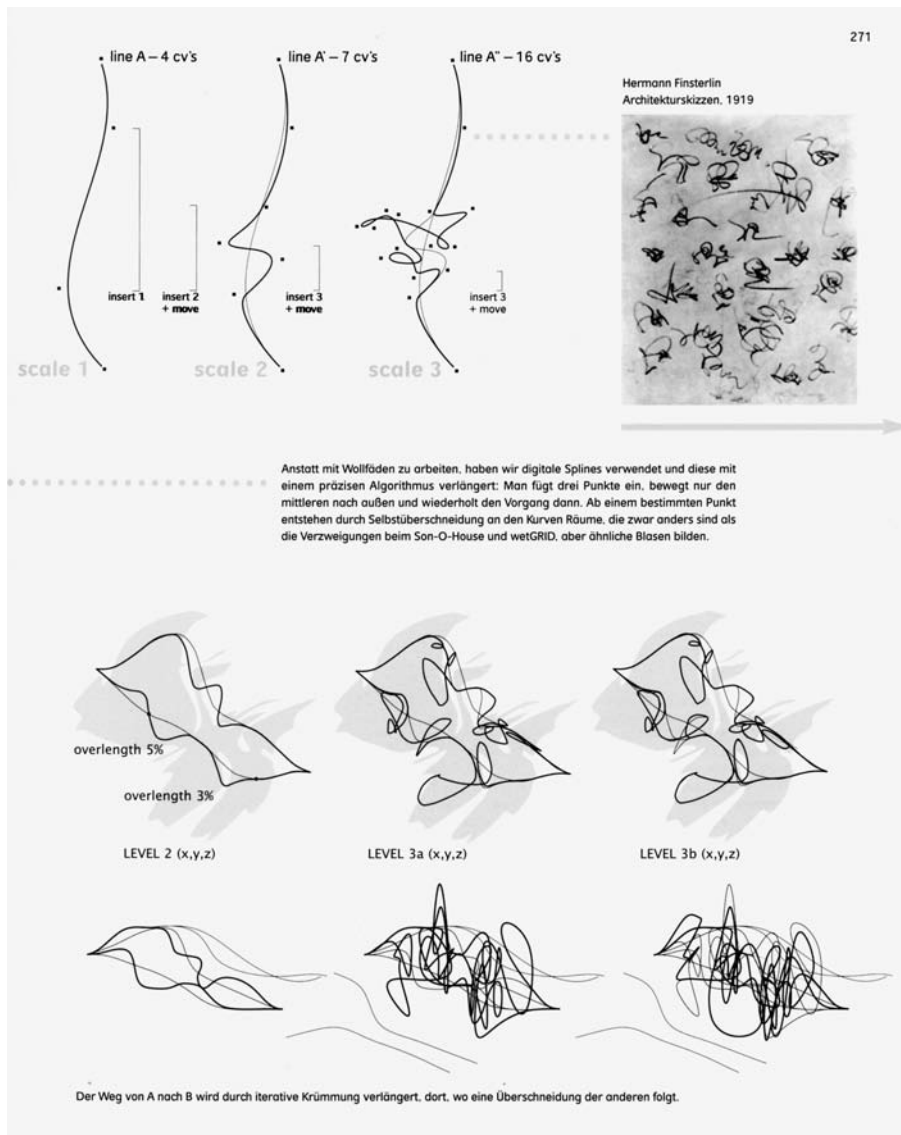 271
line A – 4 cv's
line A' – 7 cv's
line A'' – 16 cv's
Hermann Finsterlin
Architekturskizzen, 1919
insert 1
insert 2
+ move
insert 3
+ move
insert 3
+ move
scale 1
scale 2
scale 3
Anstatt mit Wollfäden zu arbeiten, haben wir digitale Splines verwendet und diese mit
einem präzisen Algorithmus verlängert: Man fügt drei Punkte ein, bewegt nur den
mittleren nach außen und wiederholt den Vorgang dann. Ab einem bestimmten Punkt
entstehen durch Selbstüberschneidung an den Kurven Räume, die zwar anders sind als
die Verzweigungen beim Son-O-House und wetGRID, aber ähnliche Blasen bilden.
overlength 5%
overlength 3%
LEVEL 2 (x,y,z)
LEVEL 3a (x,y,z)
LEVEL 3b (x,y,z)
Der Weg von A nach B wird durch iterative Krümmung verlängert, dort, wo eine Überschneidung der anderen folgt.